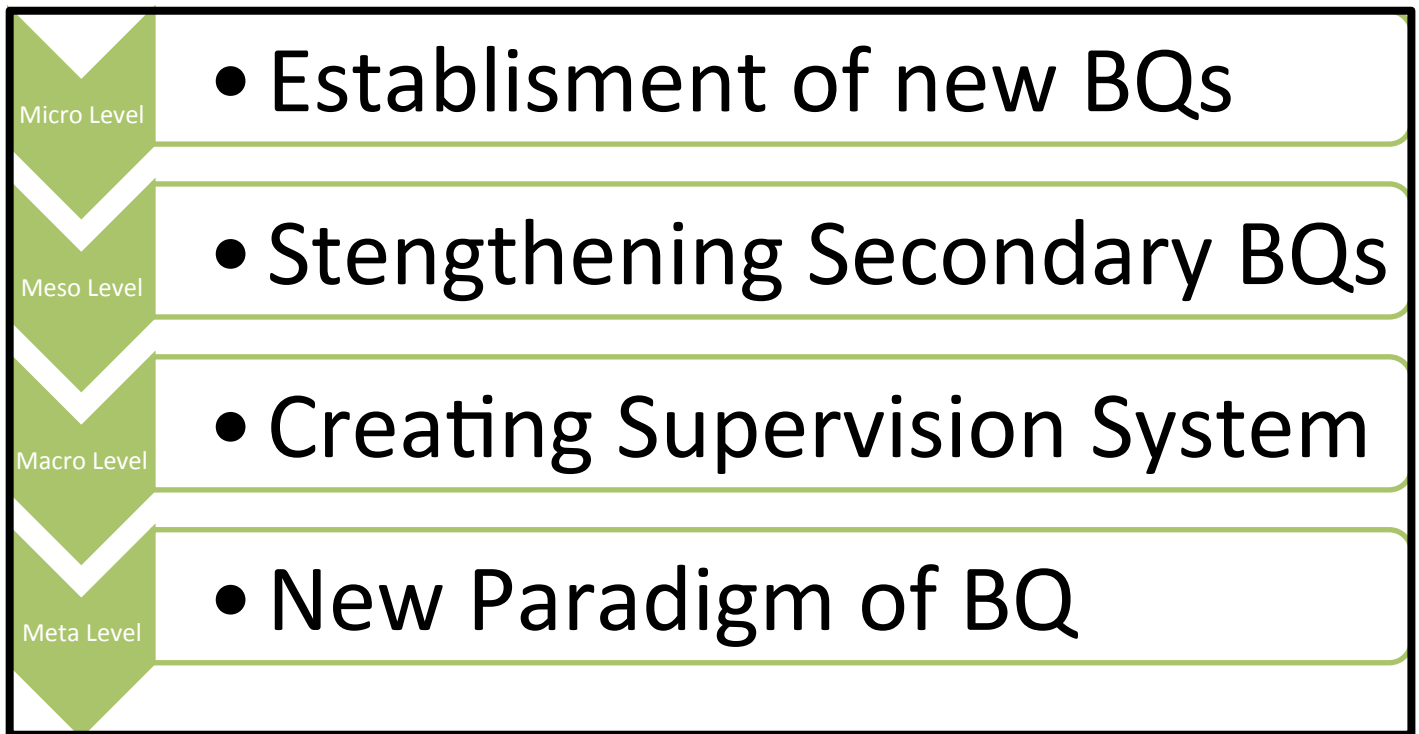 Micro Level
• Establisment of new BQs
Meso Level
• Stengthening Secondary BQs
Macro Level
• Creating Supervision System
Meta Level
• New Paradigm of BQ